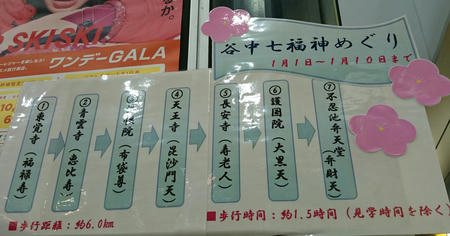 SKISKI
ワンデーGALA
谷中七福神めぐり
1月1日~1月10日まで
①東覚寺(福禄寿)
②青雲寺(恵比寿)
(布袋尊)
④天王寺(毘沙門天)
⑤長安寺(寿老人)
⑥護国院(大黒天)
⑦不忍池弁天堂(弁財天)
■歩行距離:約6.0km
■歩行時間:約1.5時間(見学時間を除く)